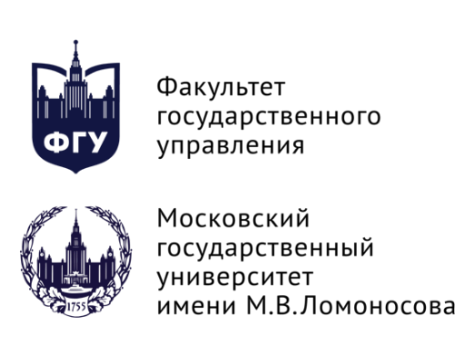 ФГУ
Факультет
государственного
управления
1755
Московский
государственный
университет
имени М.В.Ломоносова